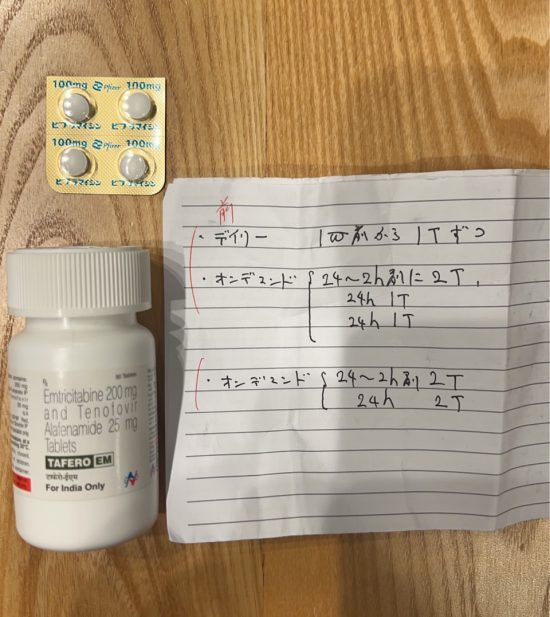 100mg Pfizer 100mg
ビブラマイシン ビブラマイシン
100mg Pfizer 100mg
ビブラマイシン ビブラマイシン
・デイリー 1W前から 1Tずつ
・オンデマンド 24～2h前に 2T,
24h 1T
24h 1T
・オンデマンド 24～2h前 2T
24h 2T
Emtricitabine 200 mg
and Tenofovir
Alafenamide 25 mg
Tablets
TAFERO EM
टाफेरो-ईएम
For India Only